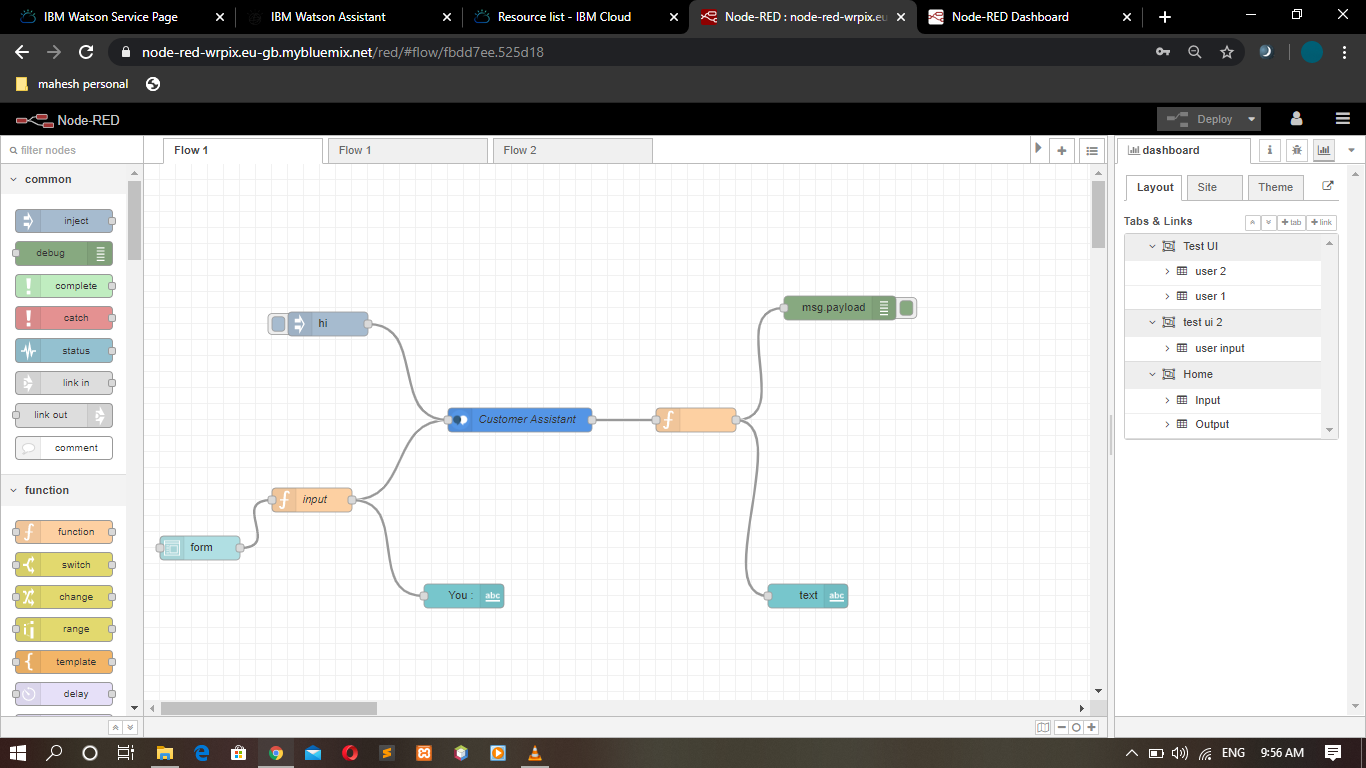 IBM Watson Service Page
IBM Watson Assistant
Resource list - IBM Cloud
Node-RED : node-red-wrpix.eu
Node-RED Dashboard
node-red-wrpix.eu-gb.mybluemix.net/red/#flow/fbdd7ee.525d18
mahesh personal
Node-RED
Deploy
filter nodes
Flow 1
Flow 1
Flow 2
dashboard
common
inject
debug
complete
catch
status
link in
link out
comment
function
function
switch
change
range
template
delay
hi
msg.payload
Customer Assistant
input
form
You :
abc
text
abc
Layout
Site
Theme
Tabs & Links
tab
link
Test UI
user 2
user 1
test ui 2
user input
Home
Input
Output
ENG
9:56 AM